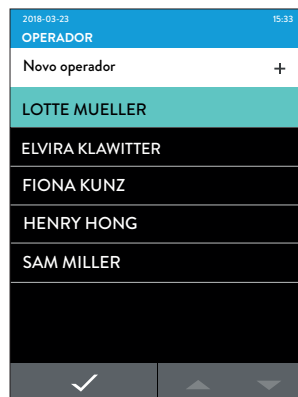 2018-03-23 15:33
OPERADOR
Novo operador +
LOTTE MUELLER
ELVIRA KLAWITTER
FIONA KUNZ
HENRY HONG
SAM MILLER